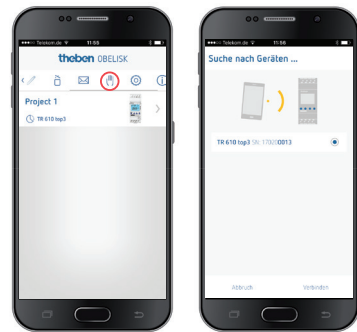 Telekom.de 11:55
theben OBELISK
Project 1
TR 610 top3
Telekom.de 11:56
Suche nach Geräten ...
TR 610 top3
Abbruch Verbinden